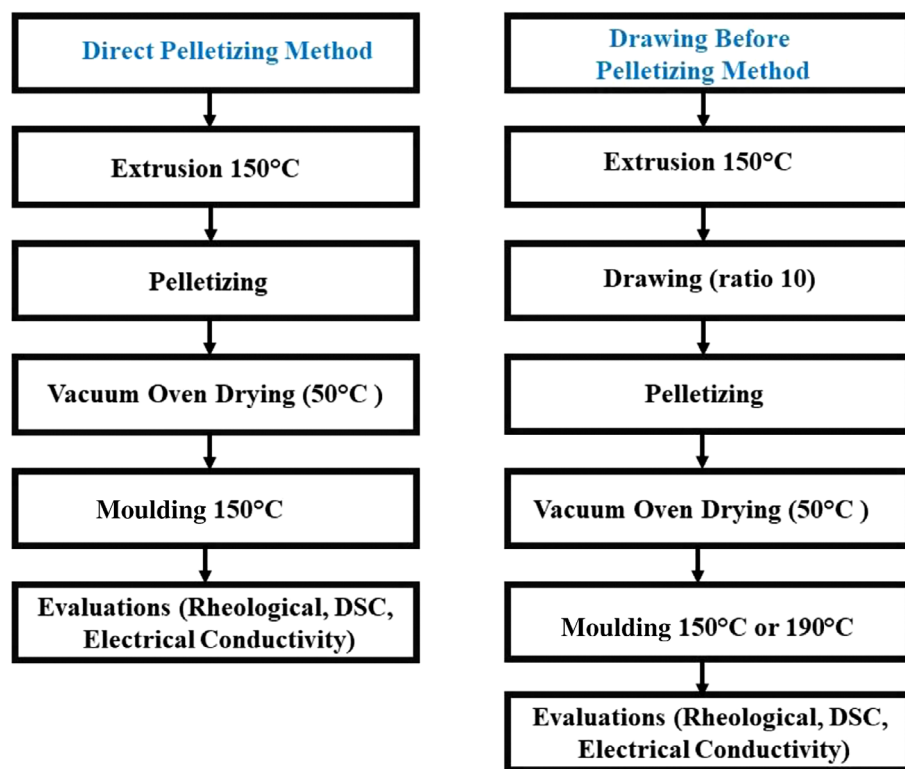 Direct Pelletizing Method
Extrusion 150°C
Pelletizing
Vacuum Oven Drying (50°C )
Moulding 150°C
Evaluations (Rheological, DSC,
Electrical Conductivity)
Drawing Before
Pelletizing Method
Extrusion 150°C
Drawing (ratio 10)
Pelletizing
Vacuum Oven Drying (50°C )
Moulding 150°C or 190°C
Evaluations (Rheological, DSC,
Electrical Conductivity)